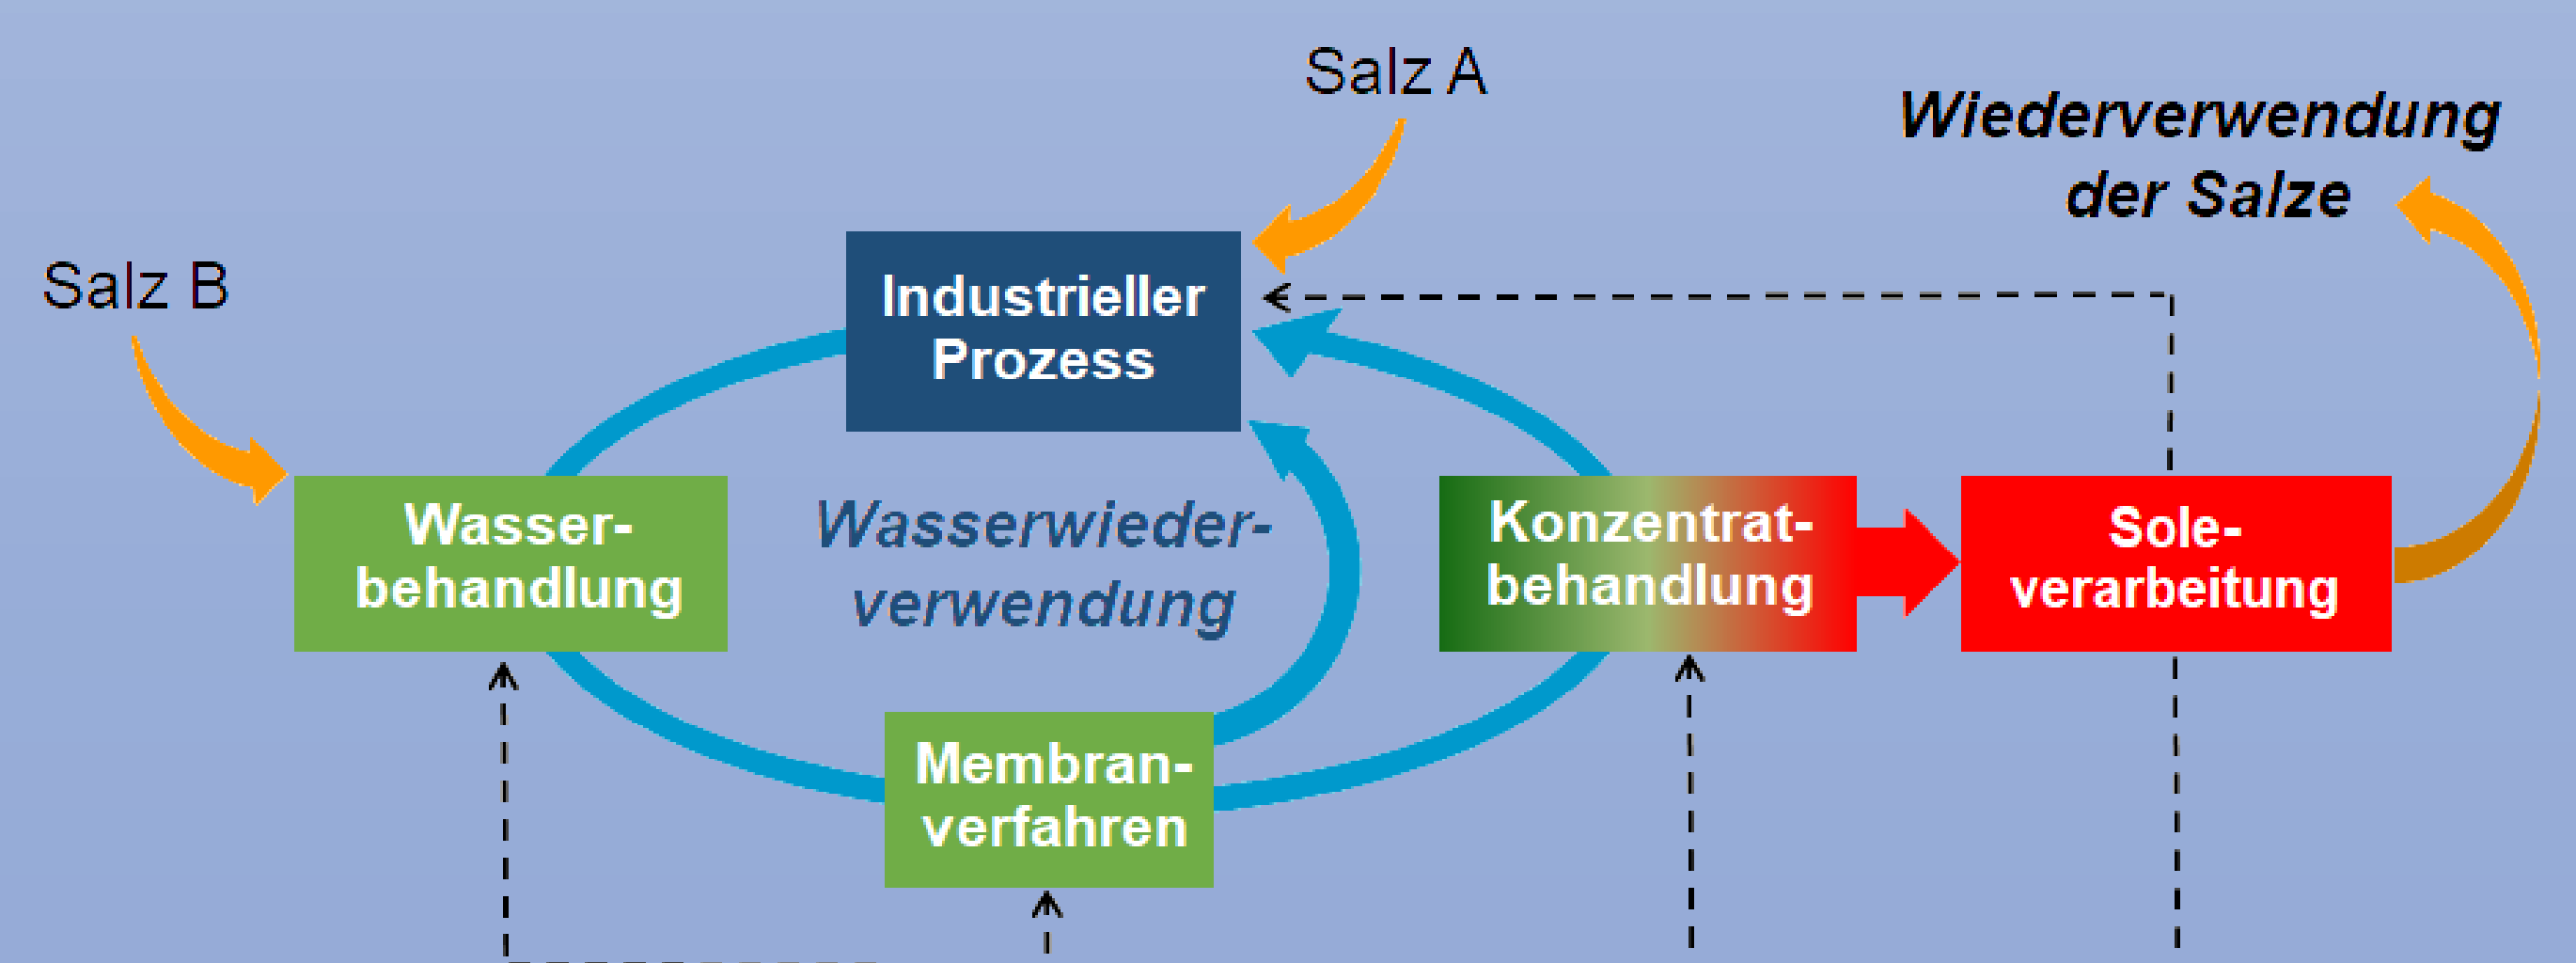 Salz A
Wiederverwendung
der Salze
Salz B
Industrieller
Prozess
Wasser-
behandlung
Wasserwieder-
verwendung
Konzentrat-
behandlung
Sole-
verarbeitung
Membran-
verfahren